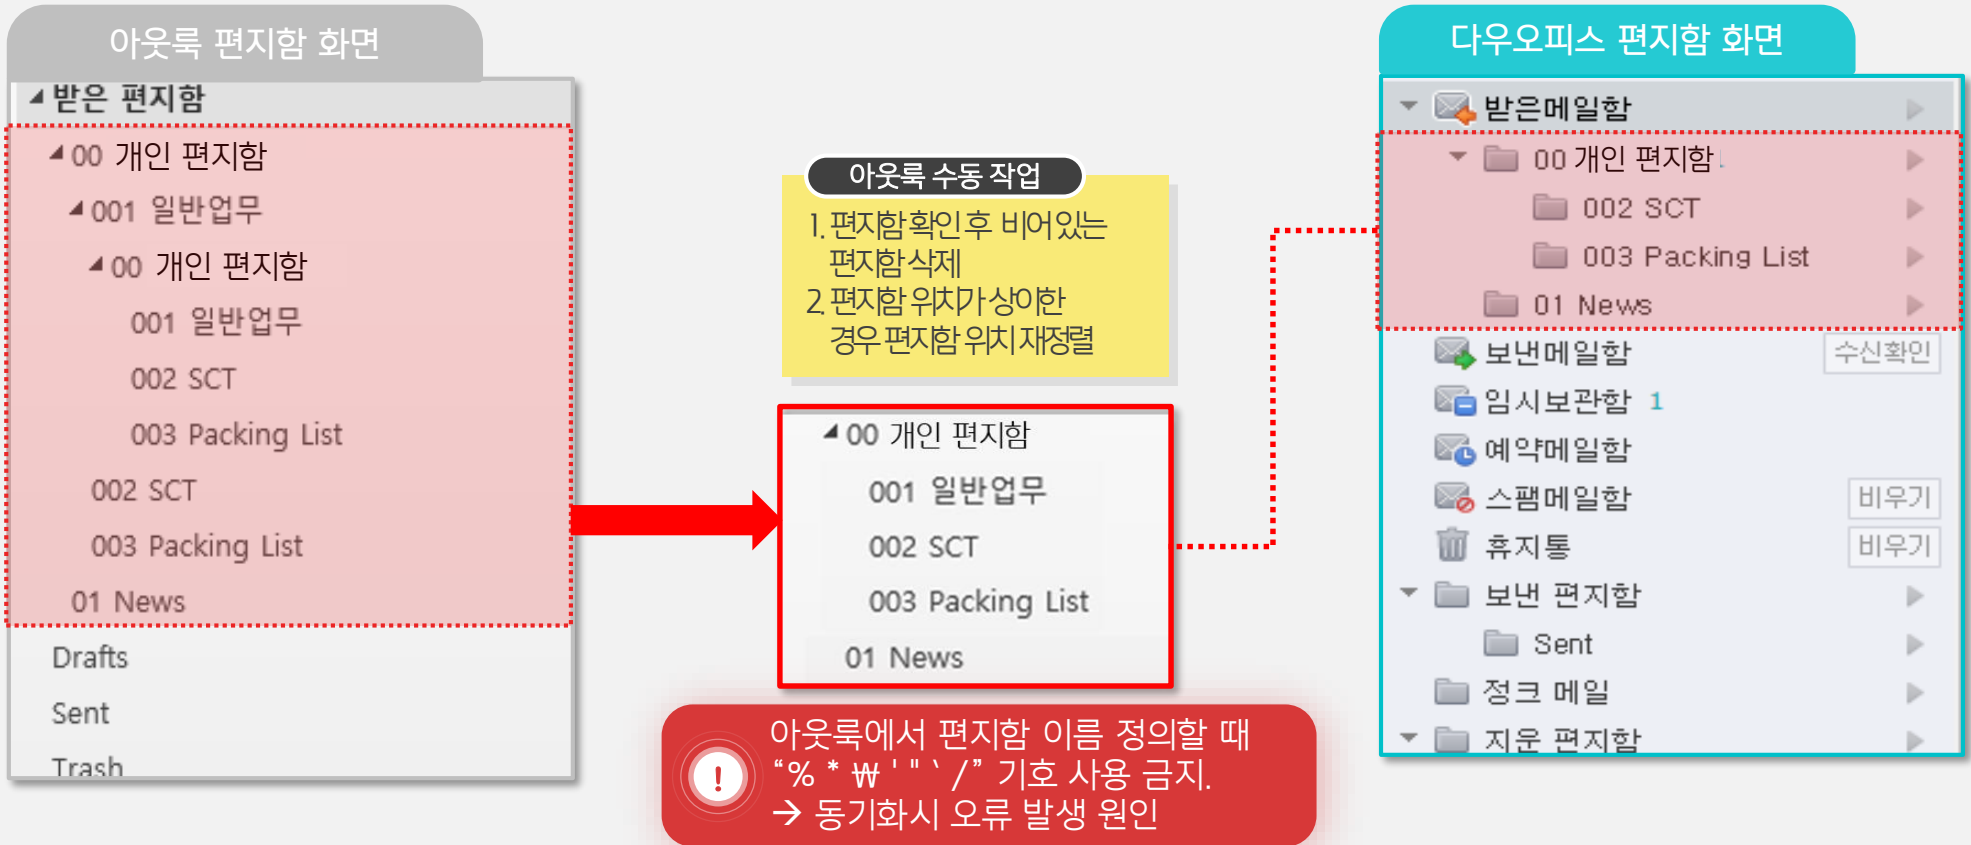 아웃룩 편지함 화면
받은 편지함
00 개인 편지함
001 일반업무
00 개인 편지함
001 일반업무
002 SCT
003 Packing List
002 SCT
003 Packing List
01 News
Drafts
Sent
Trash
아웃룩 수동 작업
1. 편지함 확인 후 비어 있는
편지함 삭제
2. 편지함 위치가 상이한
경우 편지함 위치 재정렬
00 개인 편지함
001 일반업무
002 SCT
003 Packing List
01 News
아웃룩에서 편지함 이름 정의할 때
“% * ₩ ' " ` /” 기호 사용 금지.
→ 동기화시 오류 발생 원인
다우오피스 편지함 화면
받은메일함
00 개인 편지함
002 SCT
003 Packing List
01 News
보낸메일함 수신확인
임시보관함 1
예약메일함
스팸메일함 비우기
휴지통 비우기
보낸 편지함
Sent
정크 메일
지운 편지함